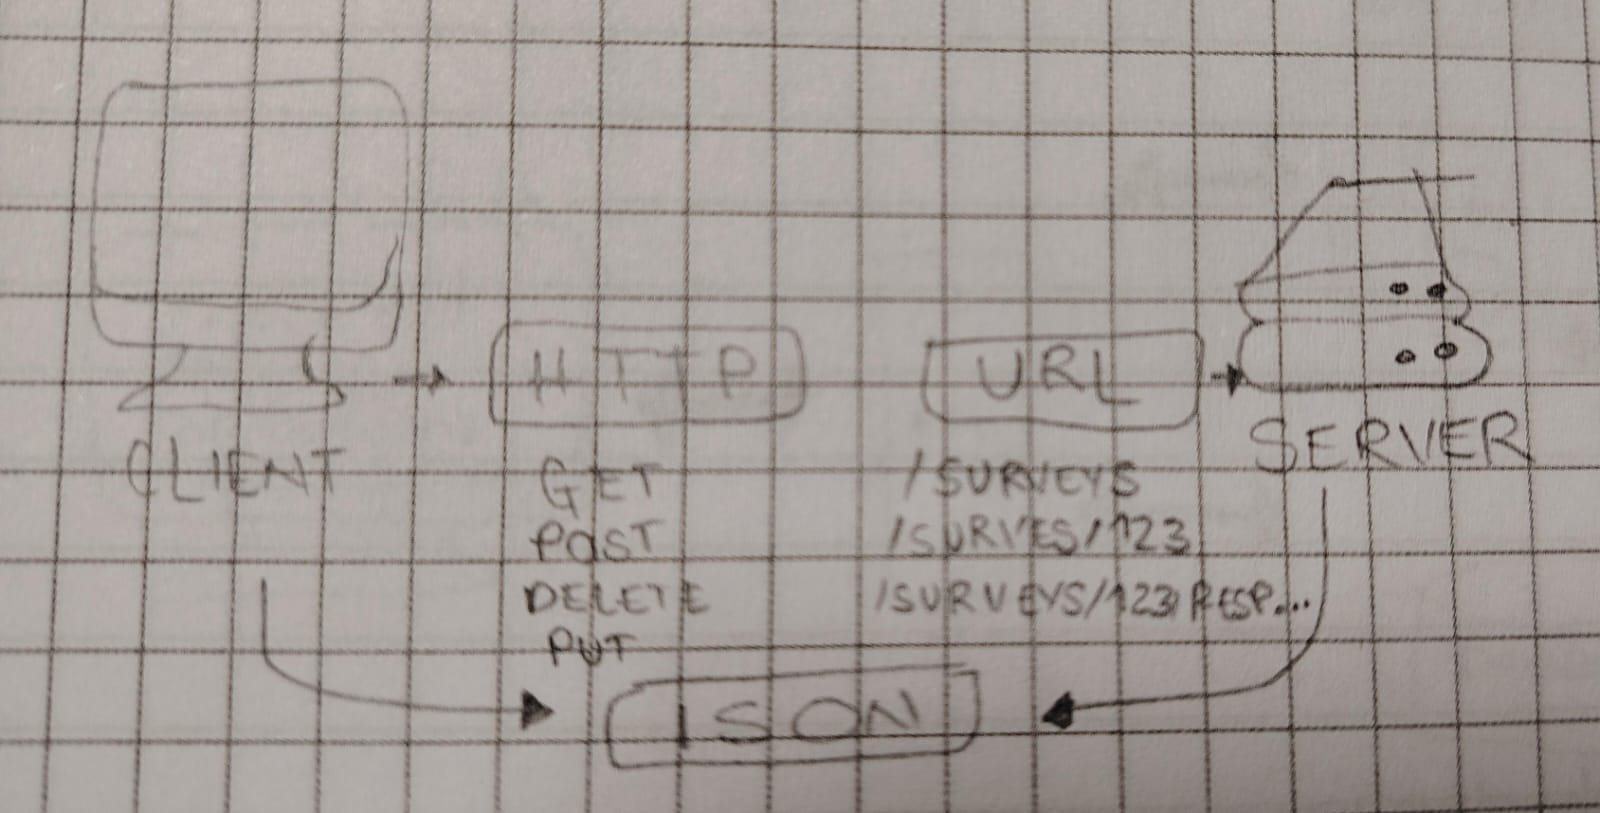 HTTP
URL
CLIENT
SERVER
GET
POST
DELETE
PUT
/SURVEYS
/SURVES/123
/SURVEYS/123/RESP...
JSON